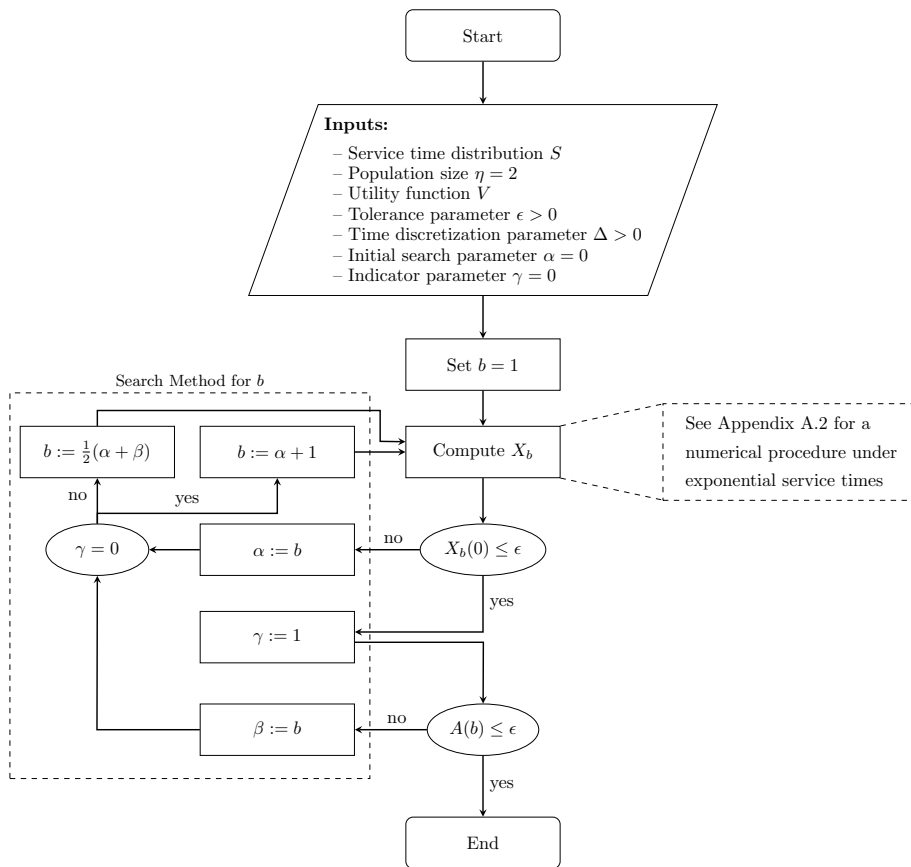 Start
Inputs:
– Service time distribution S
– Population size η = 2
– Utility function V
– Tolerance parameter ϵ > 0
– Time discretization parameter Δ > 0
– Initial search parameter α = 0
– Indicator parameter γ = 0
Set b = 1
Search Method for b
b := ½(α + β)
b := α + 1
Compute X_b
See Appendix A.2 for a
numerical procedure under
exponential service times
no
yes
γ = 0
α := b
no
X_b(0) ≤ ϵ
yes
γ := 1
β := b
no
A(b) ≤ ϵ
yes
End